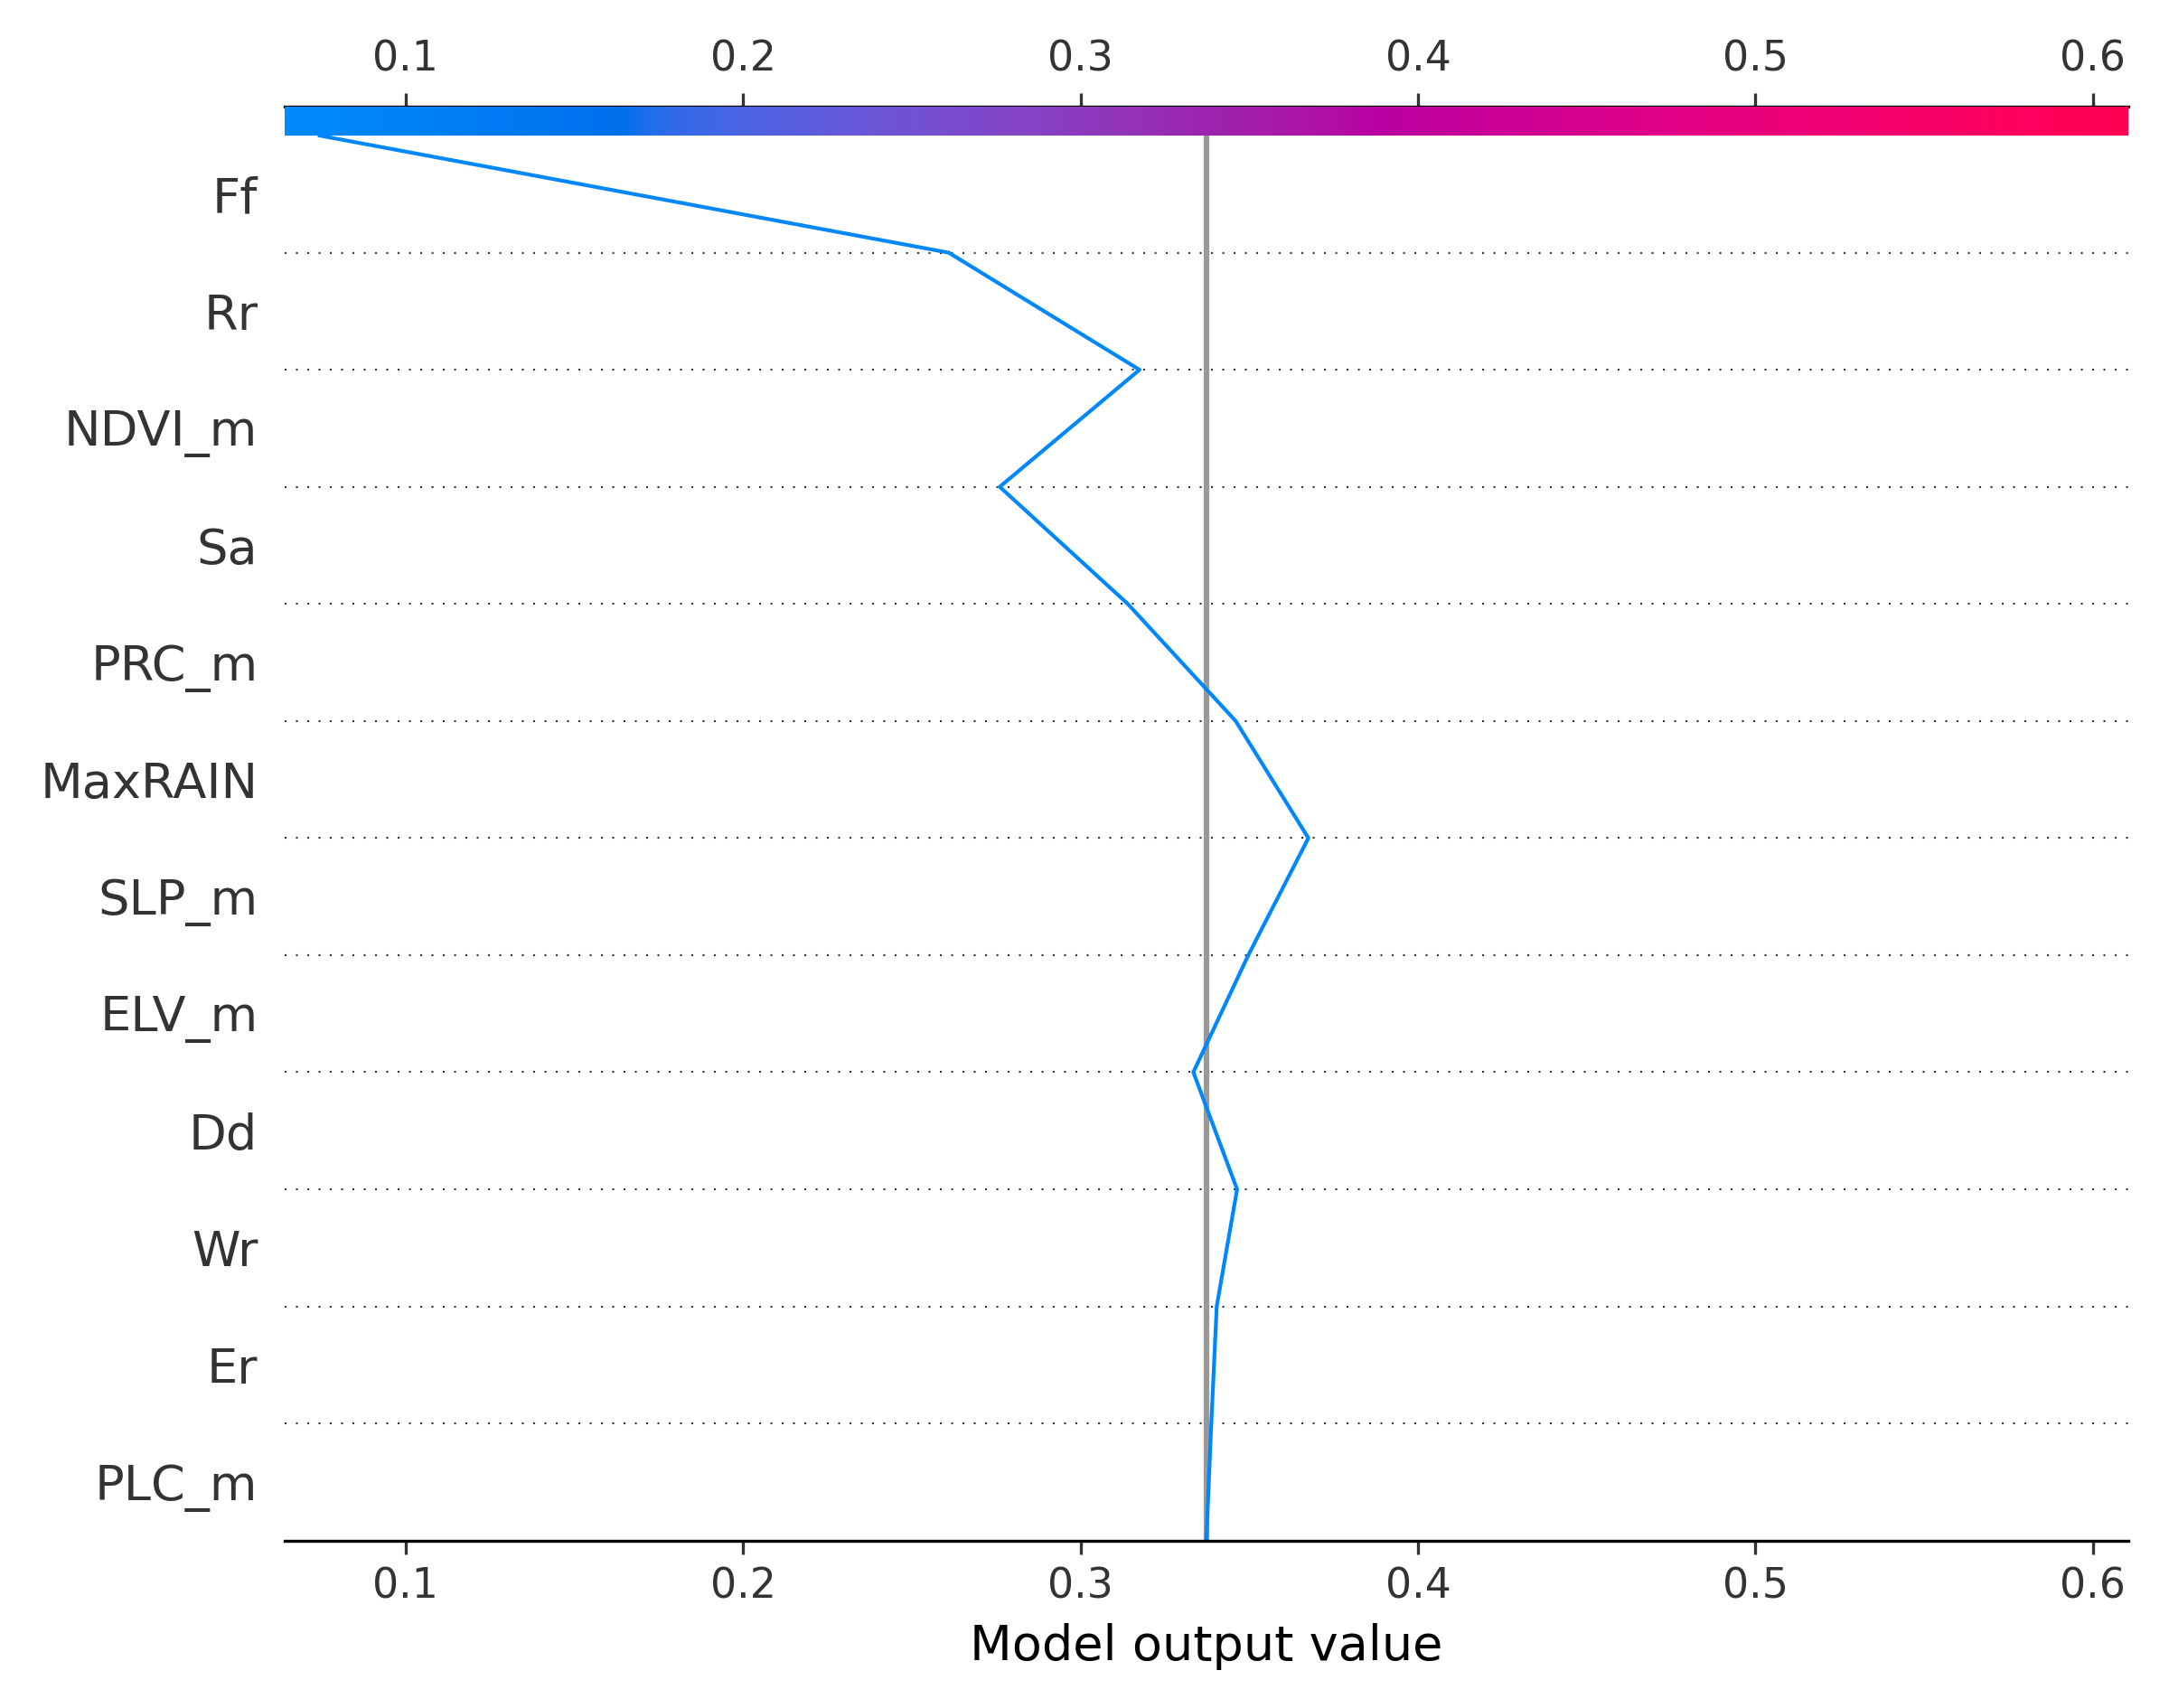 0.1 0.2 0.3 0.4 0.5 0.6
Ff
Rr
NDVI_m
Sa
PRC_m
MaxRAIN
SLP_m
ELV_m
Dd
Wr
Er
PLC_m
0.1 0.2 0.3 0.4 0.5 0.6
Model output value